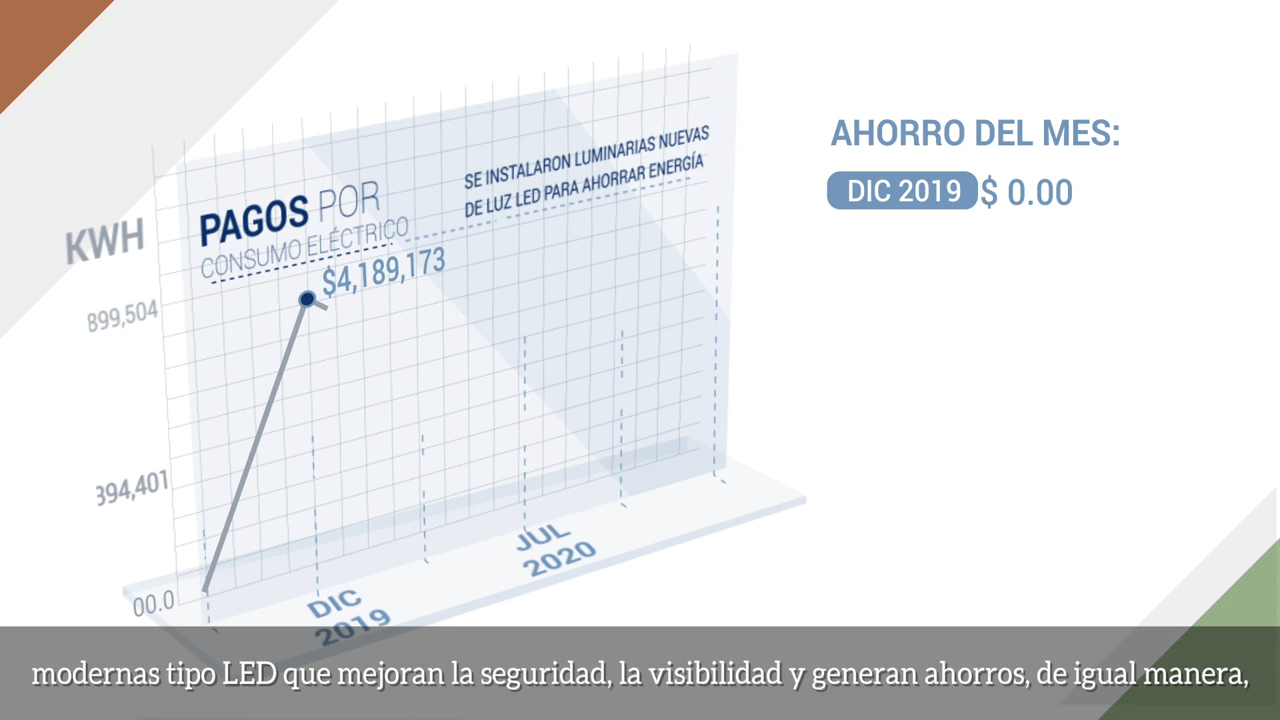 KWH
899,504
394,401
00.0
PAGOS POR
CONSUMO ELÉCTRICO
$4,189,173
SE INSTALARON LUMINARIAS NUEVAS
DE LUZ LED PARA AHORRAR ENERGÍA
DIC
2019
JUL
2020
AHORRO DEL MES:
DIC 2019 $ 0.00
modernas tipo LED que mejoran la seguridad, la visibilidad y generan ahorros, de igual manera,